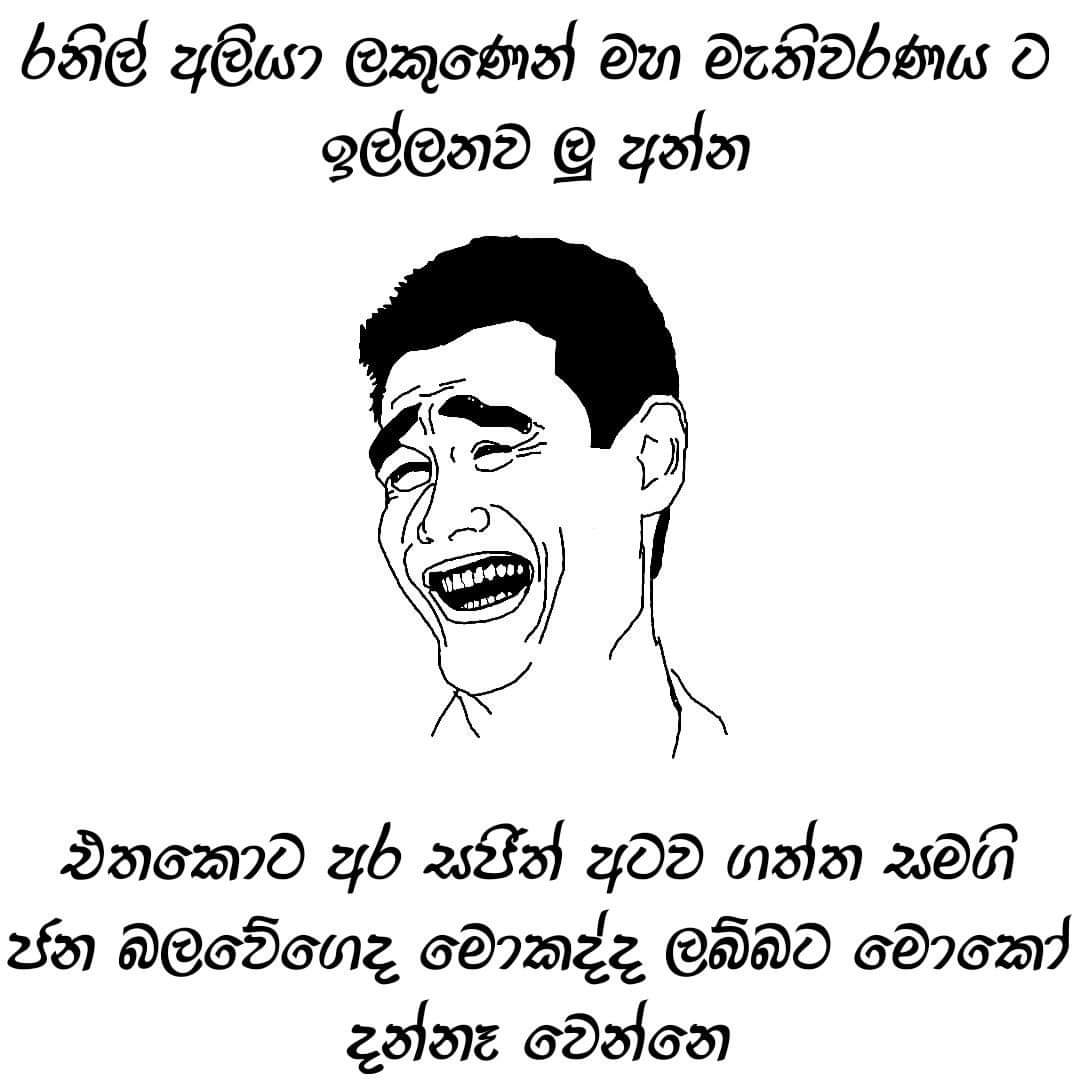 රනිල් අලියා ලකුණෙන් මහ මැතිවරණය ට
ඉල්ලනව ලු අන්න
එතකොට අර සජීත් අටව ගත්ත සමගි
ජන බලවේගෙද මොකද්ද ලබ්බට මොකෝ
දන්නෑ වෙන්නෙ